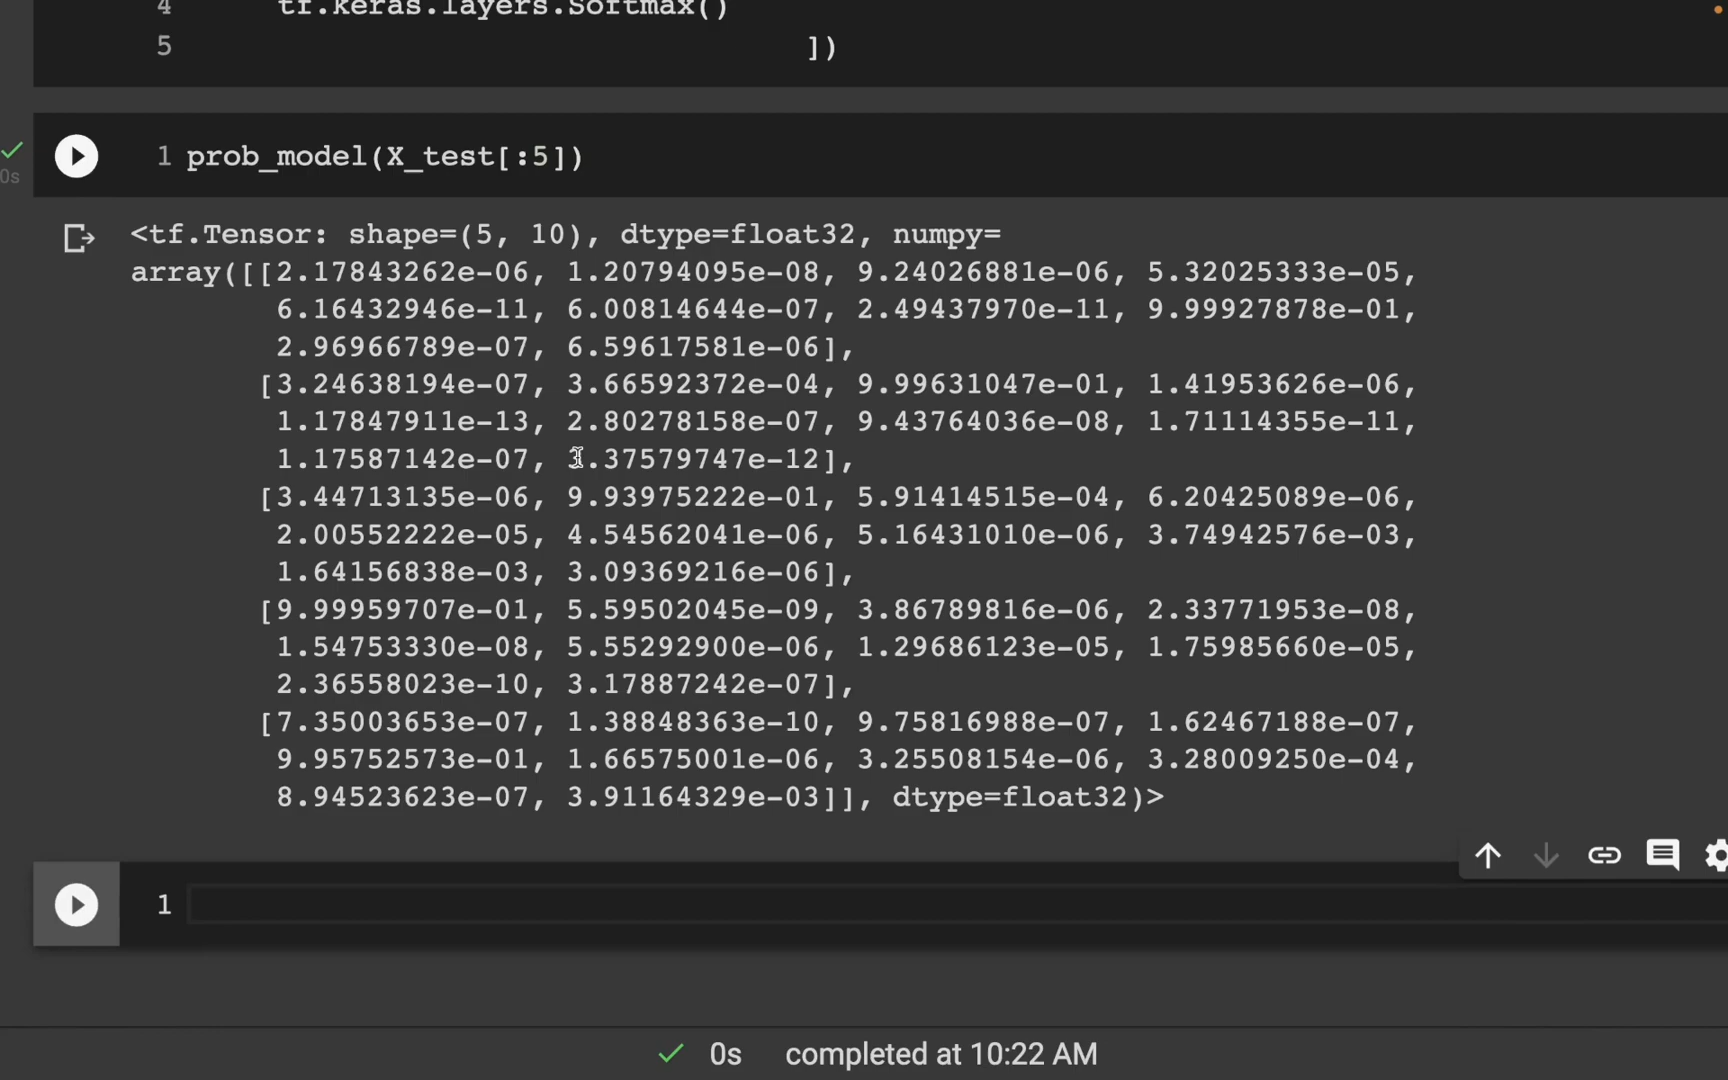 4 tf.keras.layers.Softmax()
5 ])
0s
1 prob_model(X_test[:5])
<tf.Tensor: shape=(5, 10), dtype=float32, numpy=
array([[2.17843262e-06, 1.20794095e-08, 9.24026881e-06, 5.32025333e-05,
6.16432946e-11, 6.00814644e-07, 2.49437970e-11, 9.99927878e-01,
2.96966789e-07, 6.59617581e-06],
[3.24638194e-07, 3.66592372e-04, 9.99631047e-01, 1.41953626e-06,
1.17847911e-13, 2.80278158e-07, 9.43764036e-08, 1.71114355e-11,
1.17587142e-07, 3.37579747e-12],
[3.44713135e-06, 9.93975222e-01, 5.91414515e-04, 6.20425089e-06,
2.00552222e-05, 4.54562041e-06, 5.16431010e-06, 3.74942576e-03,
1.64156838e-03, 3.09369216e-06],
[9.99959707e-01, 5.59502045e-09, 3.86789816e-06, 2.33771953e-08,
1.54753330e-08, 5.55292900e-06, 1.29686123e-05, 1.75985660e-05,
2.36558023e-10, 3.17887242e-07],
[7.35003653e-07, 1.38848363e-10, 9.75816988e-07, 1.62467188e-07,
9.95752573e-01, 1.66575001e-06, 3.25508154e-06, 3.28009250e-04,
8.94523623e-07, 3.91164329e-03]], dtype=float32)>
1
0s completed at 10:22 AM